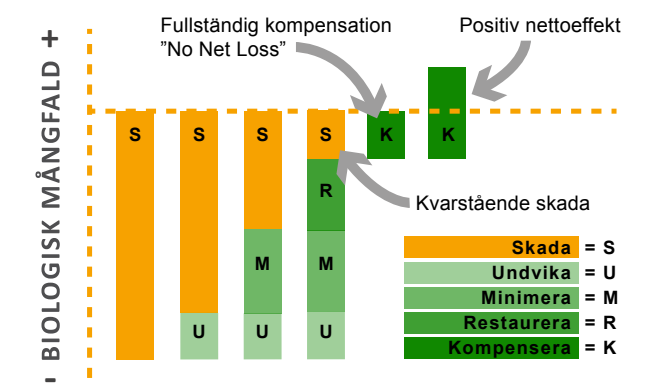 Fullständig kompensation
”No Net Loss”
Positiv nettoeffekt
- BIOLOGISK MÅNGFALD +
S
S
S
S
K
K
R
Kvarstående skada
M
M
U
U
U
Skada = S
Undvika = U
Minimera = M
Restaurera = R
Kompensera = K